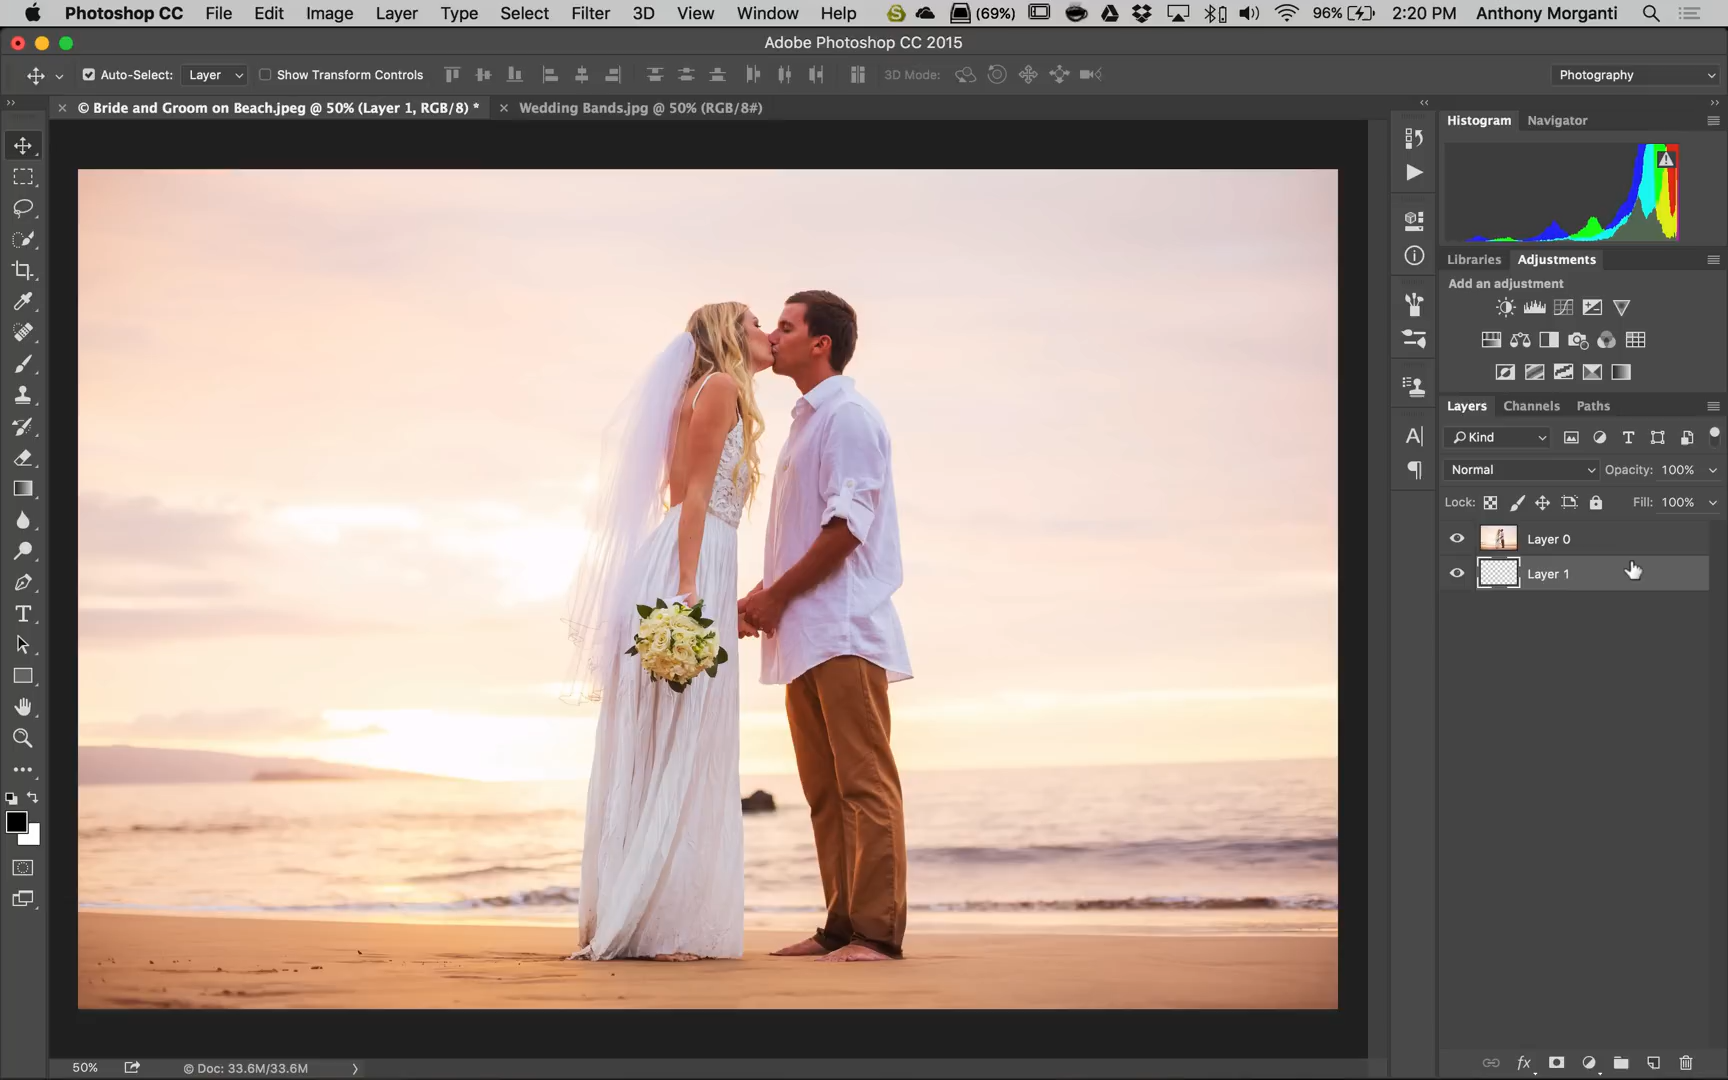 Photoshop CC File Edit Image Layer Type Select Filter 3D View Window Help (69%) 96% 2:20 PM Anthony Morganti
Adobe Photoshop CC 2015
Auto-Select: Layer Show Transform Controls 3D Mode: Photography
© Bride and Groom on Beach.jpeg @ 50% (Layer 1, RGB/8) * Wedding Bands.jpg @ 50% (RGB/8#)
Histogram Navigator
Libraries Adjustments
Add an adjustment
Layers Channels Paths
Kind
Normal Opacity: 100%
Lock: Fill: 100%
Layer 0
Layer 1
50% © Doc: 33.6M/33.6M